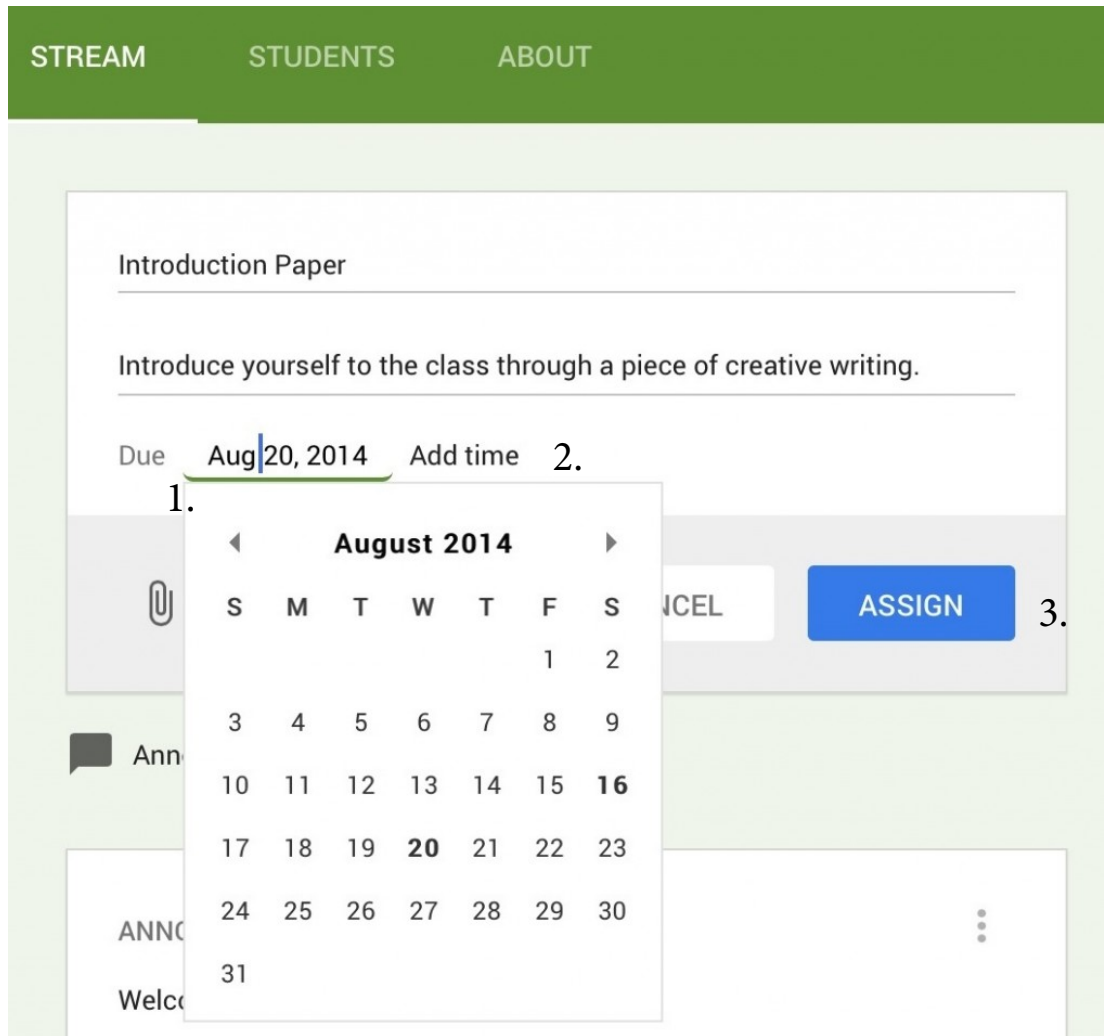 STREAM STUDENTS ABOUT
Introduction Paper
Introduce yourself to the class through a piece of creative writing.
Due Aug 20, 2014 Add time 2.
1.
August 2014
S M T W T F S
NCEL ASSIGN 3.
1 2
3 4 5 6 7 8 9
Ann
10 11 12 13 14 15 16
17 18 19 20 21 22 23
24 25 26 27 28 29 30
ANNO
31
Welco